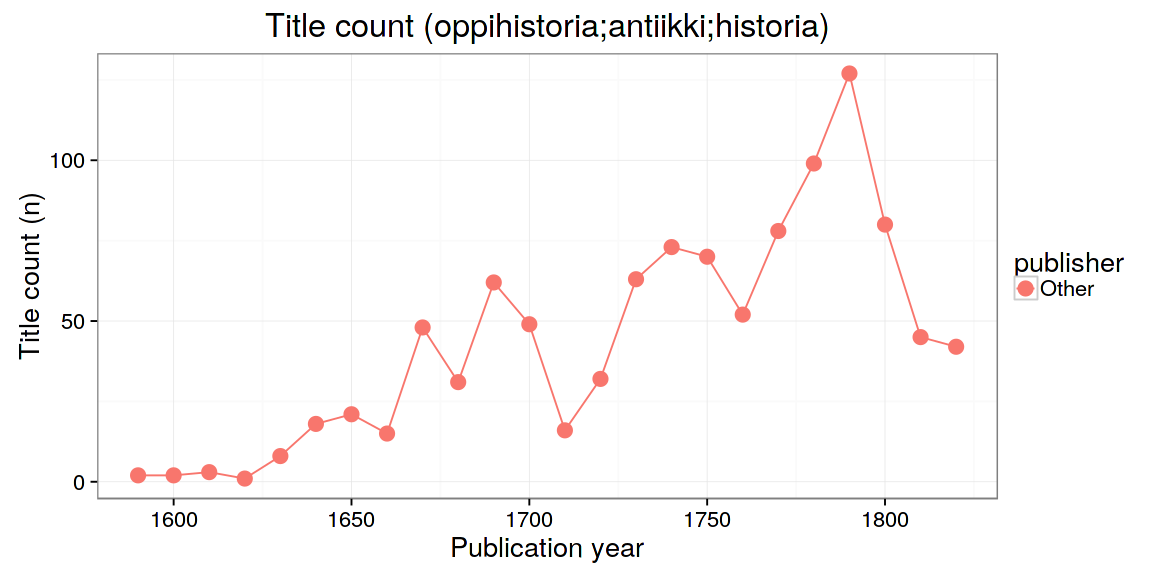 Title count (oppihistoria;antiikki;historia)
100
50
0
Title count (n)
1600 1650 1700 1750 1800
Publication year
publisher
Other